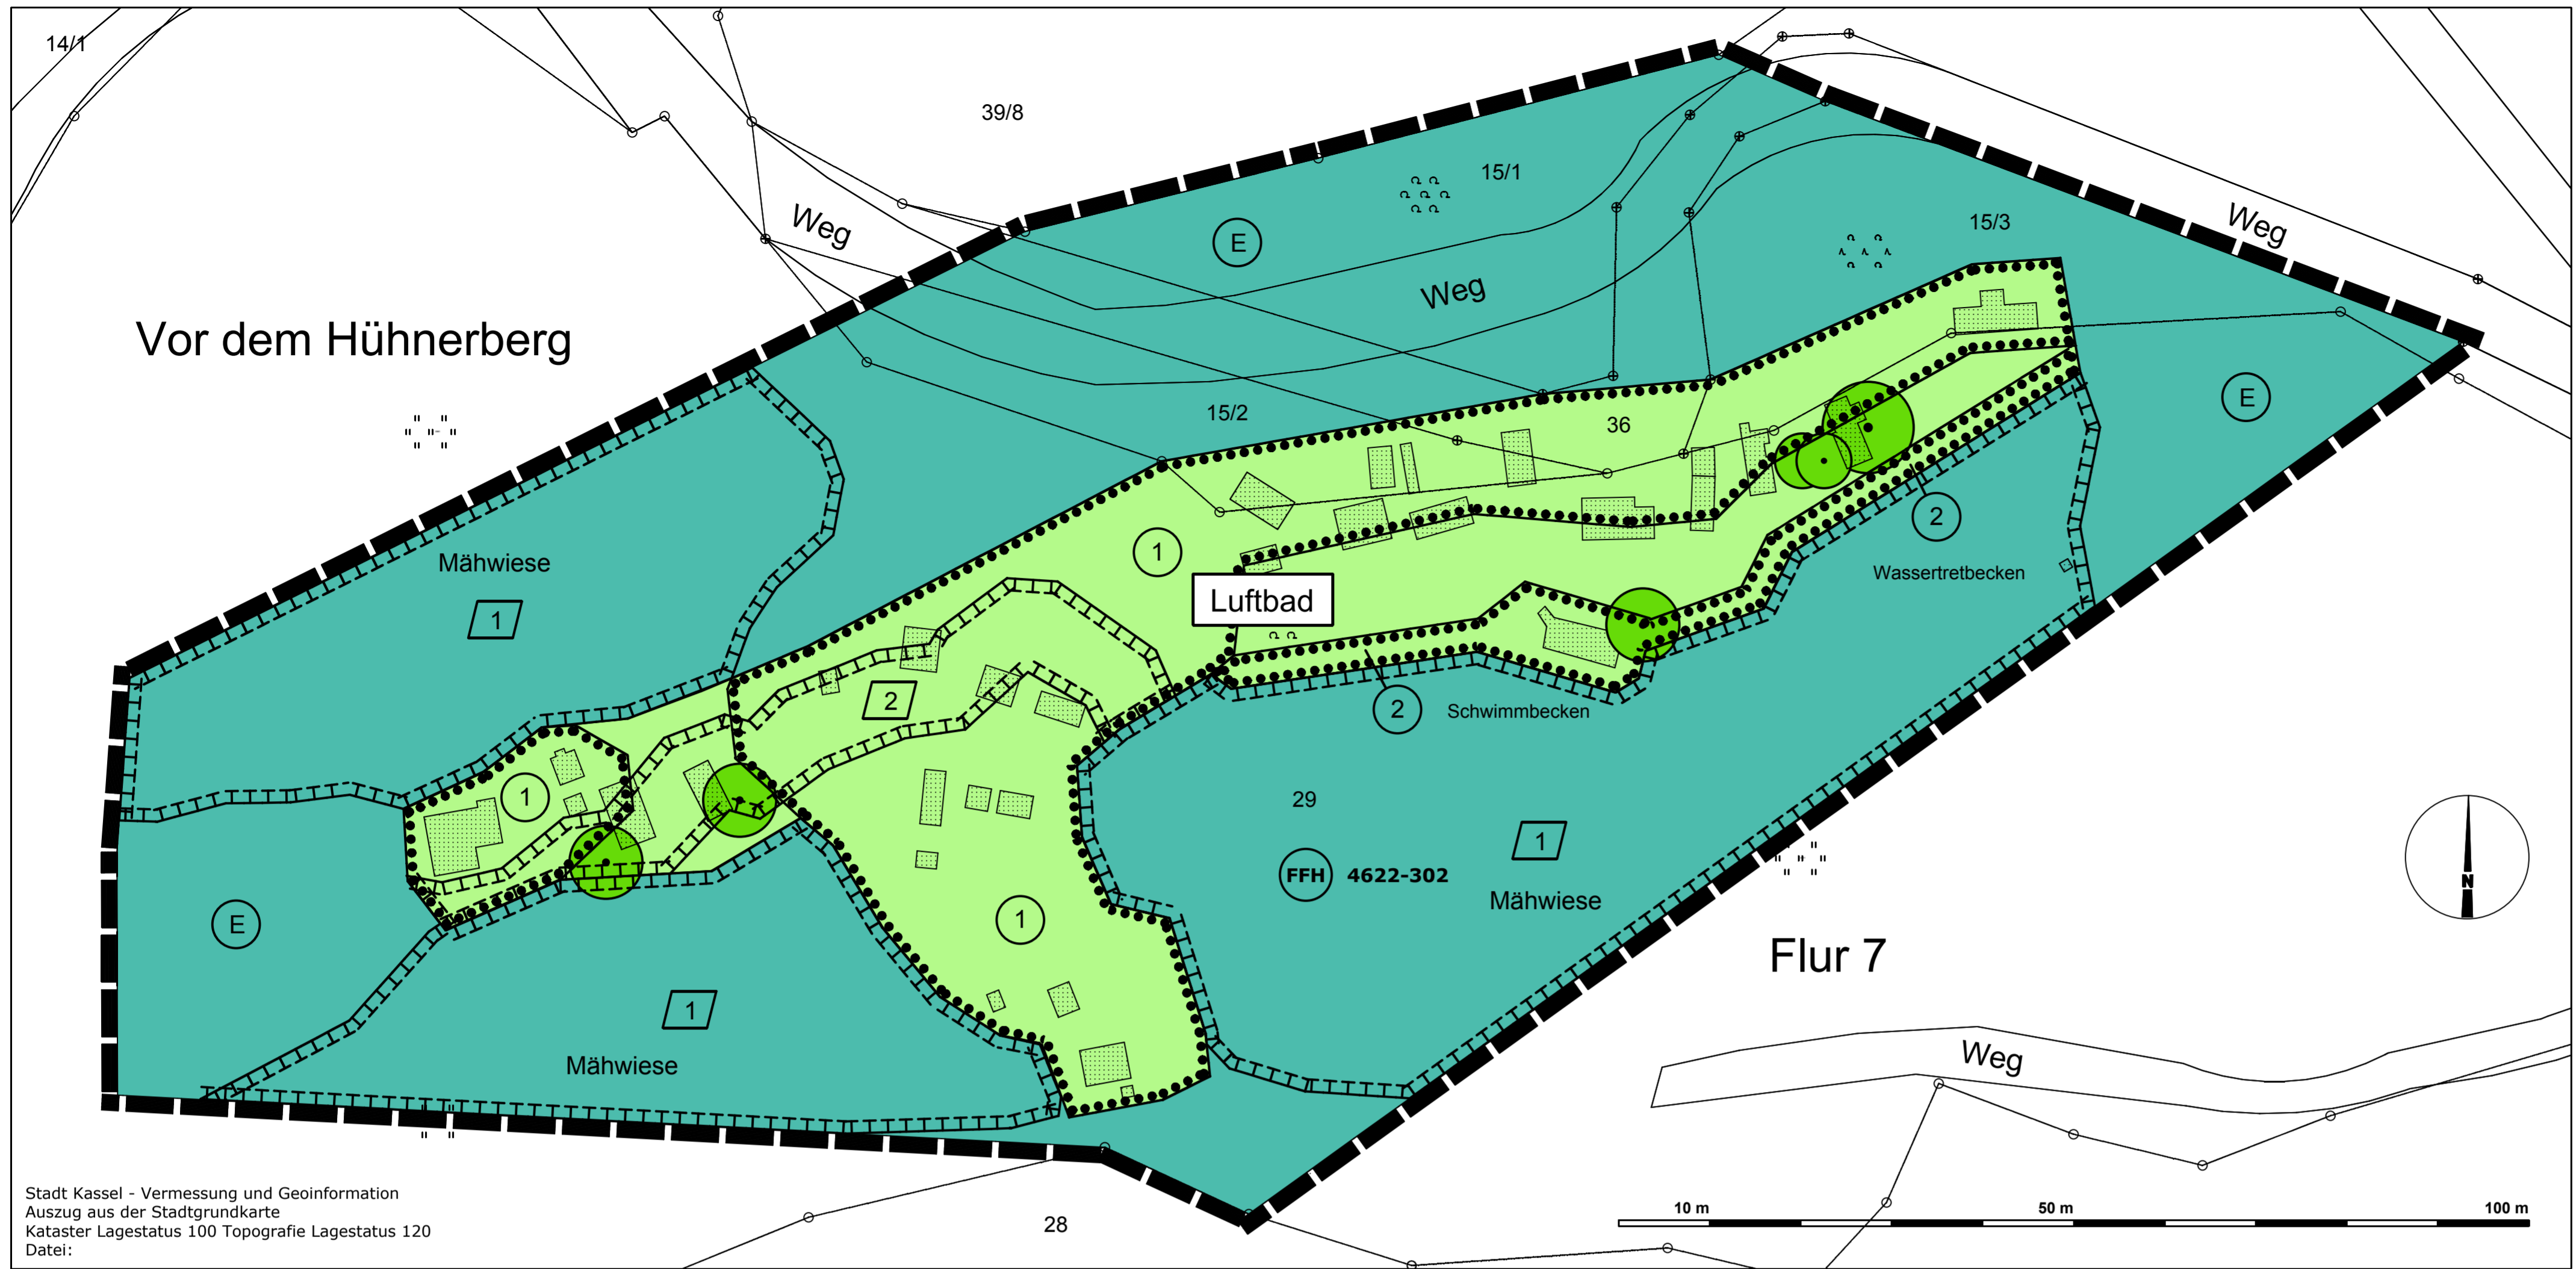 14/1
39/8
15/1
Weg
Weg
15/3
E
Weg
Vor dem Hühnerberg
E
15/2
36
2
1
Mähwiese
Wassertretbecken
Luftbad
1
2
2
Schwimmbecken
1
29
1
FFH 4622-302
Mähwiese
E
1
Flur 7
N
1
Weg
Mähwiese
Stadt Kassel - Vermessung und Geoinformation
Auszug aus der Stadtgrundkarte
Kataster Lagestatus 100 Topografie Lagestatus 120
Datei:
28
10 m 50 m 100 m